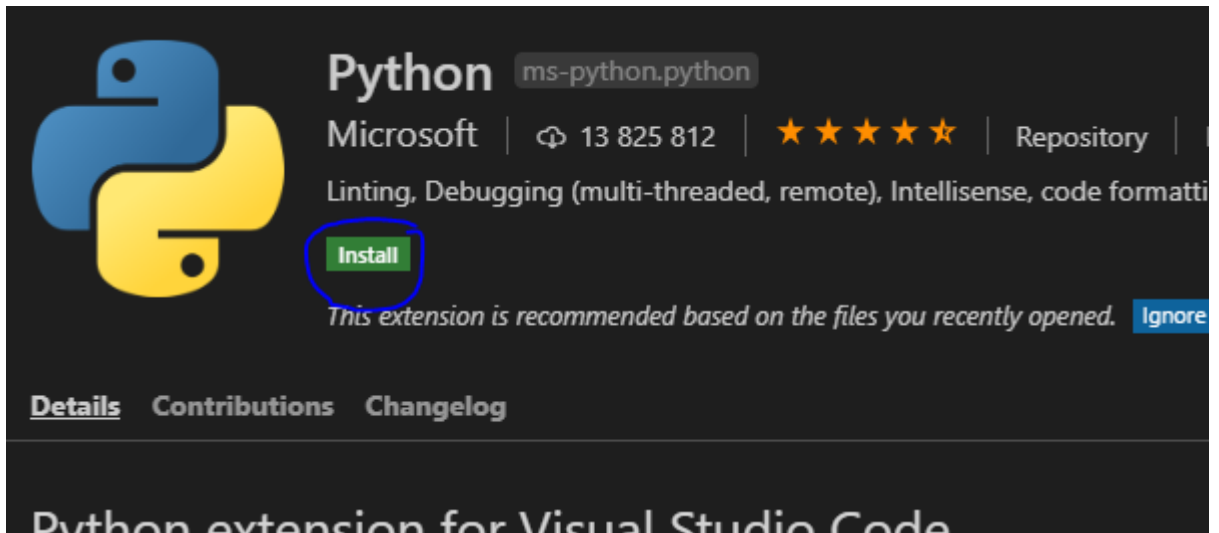 Python ms-python.python
Microsoft 13 825 812 Repository
Linting, Debugging (multi-threaded, remote), Intellisense, code formatti
Install
This extension is recommended based on the files you recently opened. Ignore
Details Contributions Changelog
Python extension for Visual Studio Code